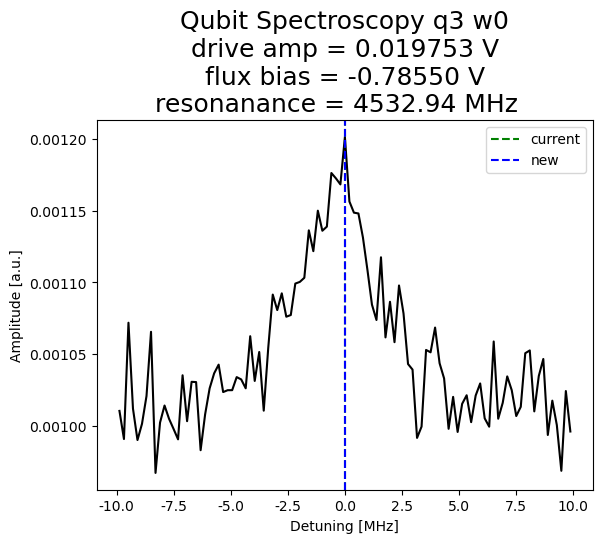 Qubit Spectroscopy q3 w0
drive amp = 0.019753 V
flux bias = -0.78550 V
resonanance = 4532.94 MHz
current
new
0.00120
0.00115
0.00110
0.00105
0.00100
Amplitude [a.u.]
-10.0 -7.5 -5.0 -2.5 0.0 2.5 5.0 7.5 10.0
Detuning [MHz]